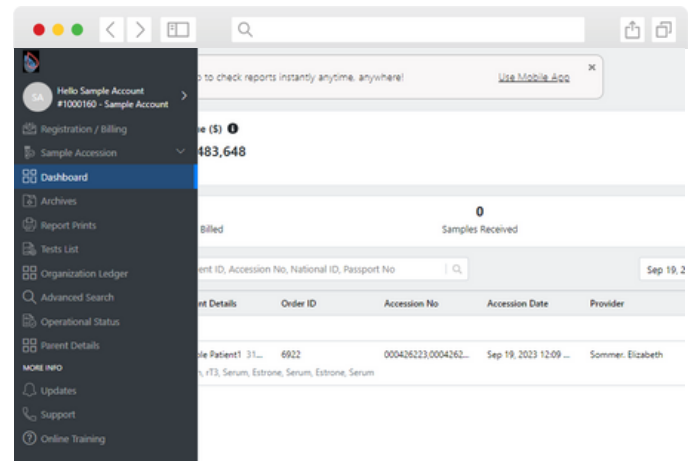 SA
Hello Sample Account
#1000160 - Sample Account
Registration / Billing
Sample Accession
Dashboard
Archives
Report Prints
Tests List
Organization Ledger
Advanced Search
Operational Status
Parent Details
MORE INFO
Updates
Support
Online Training
to check reports instantly anytime, anywhere! Use Mobile App
($)
483,648
0
Billed Samples Received
ID, Accession No, National ID, Passport No Sep 19, 2
Details Order ID Accession No Accession Date Provider
Patient1 31... 6922 000426223,0004262... Sep 19, 2023 12:09 ... Sommer. Elizabeth
rT3, Serum, Estrone, Serum, Estrone, Serum